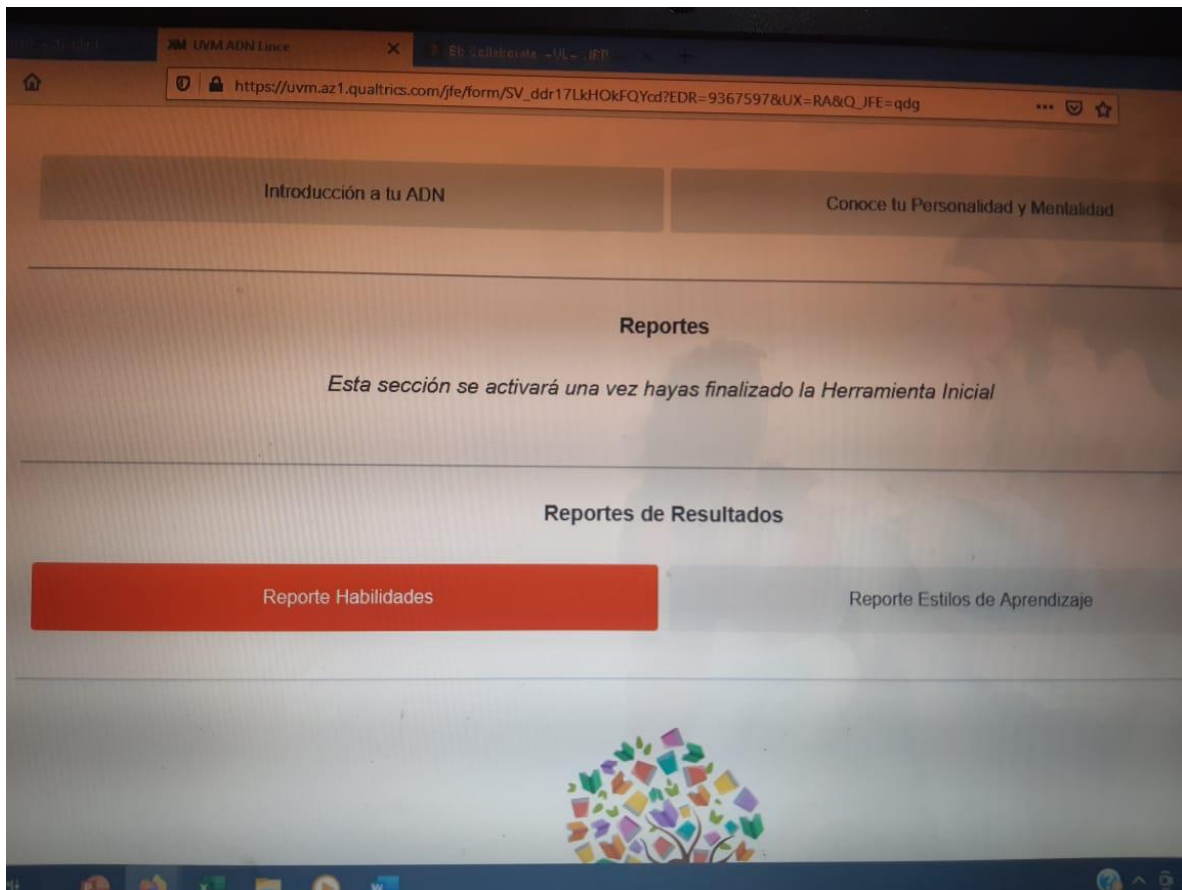 XM UVM ADN Lince
https://uvm.az1.qualtrics.com/jfe/form/SV_ddr17LkHOkFQYcd?EDR=9367597&UX=RA&Q_JFE=qdg
Introducción a tu ADN
Conoce tu Personalidad y Mentalidad
Reportes
Esta sección se activará una vez hayas finalizado la Herramienta Inicial
Reportes de Resultados
Reporte Habilidades
Reporte Estilos de Aprendizaje